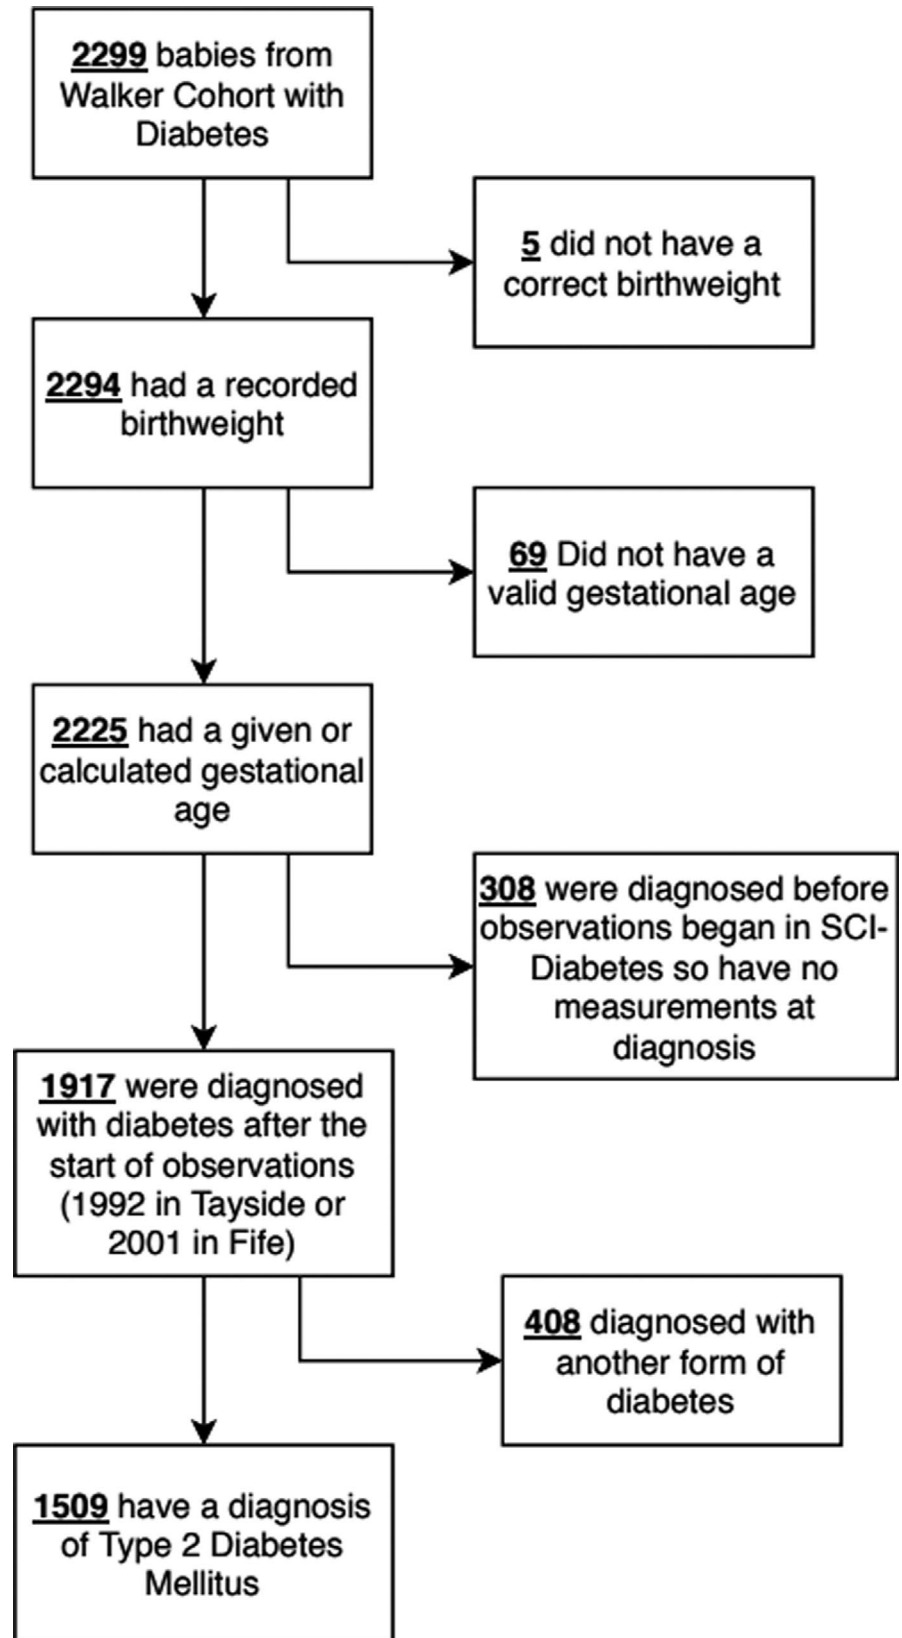 2299 babies from
Walker Cohort with
Diabetes
5 did not have a
correct birthweight
2294 had a recorded
birthweight
69 Did not have a
valid gestational age
2225 had a given or
calculated gestational
age
308 were diagnosed before
observations began in SCI-
Diabetes so have no
measurements at
diagnosis
1917 were diagnosed
with diabetes after the
start of observations
(1992 in Tayside or
2001 in Fife)
408 diagnosed with
another form of
diabetes
1509 have a diagnosis
of Type 2 Diabetes
Mellitus